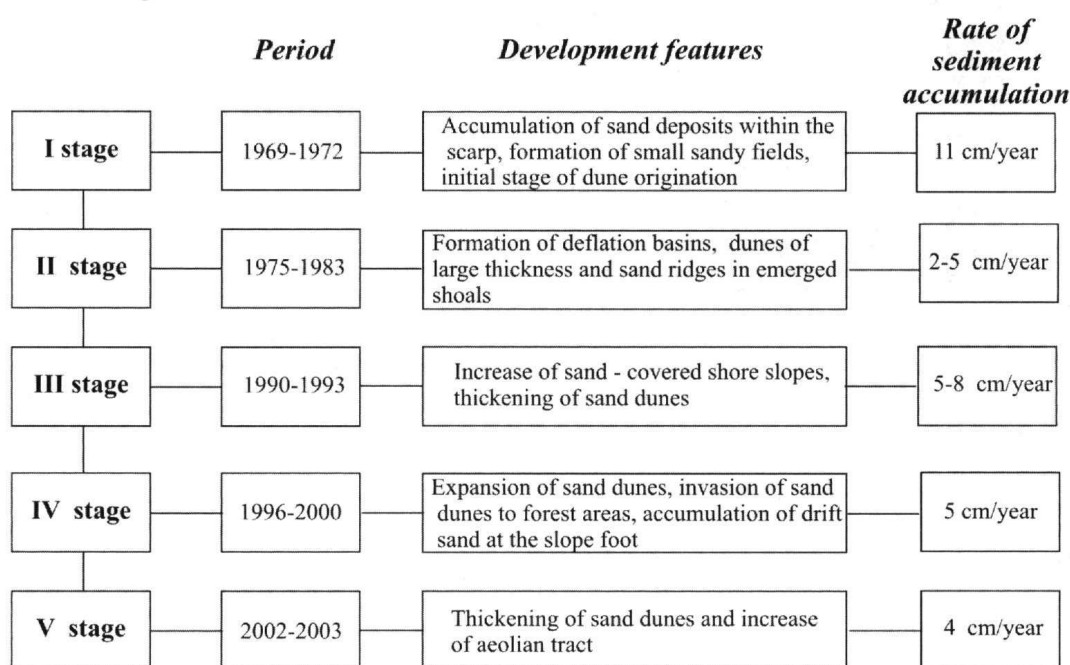 Period Development features Rate of
sediment
accumulation
I stage 1969-1972 Accumulation of sand deposits within the
scarp, formation of small sandy fields,
initial stage of dune origination 11 cm/year
II stage 1975-1983 Formation of deflation basins, dunes of
large thickness and sand ridges in emerged
shoals 2-5 cm/year
III stage 1990-1993 Increase of sand - covered shore slopes,
thickening of sand dunes 5-8 cm/year
IV stage 1996-2000 Expansion of sand dunes, invasion of sand
dunes to forest areas, accumulation of drift
sand at the slope foot 5 cm/year
V stage 2002-2003 Thickening of sand dunes and increase
of aeolian tract 4 cm/year